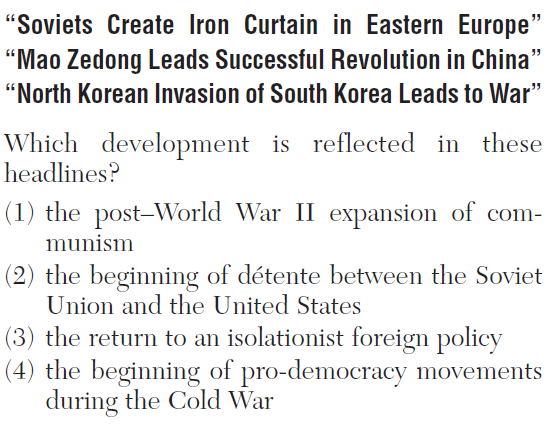 “Soviets Create Iron Curtain in Eastern Europe”
“Mao Zedong Leads Successful Revolution in China”
“North Korean Invasion of South Korea Leads to War”
Which development is reflected in these
headlines?
(1) the post–World War II expansion of com-
munism
(2) the beginning of détente between the Soviet
Union and the United States
(3) the return to an isolationist foreign policy
(4) the beginning of pro-democracy movements
during the Cold War